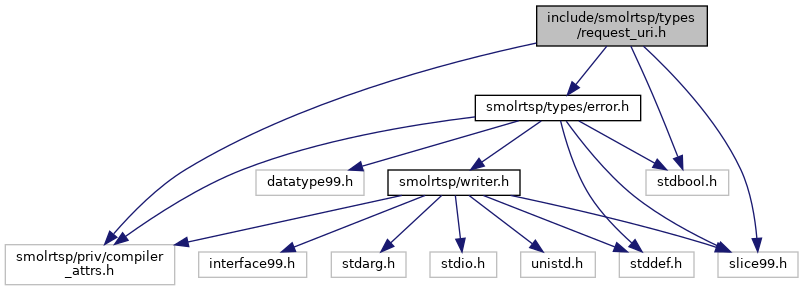 include/smolrtsp/types
/request_uri.h
smolrtsp/types/error.h
datatype99.h
smolrtsp/writer.h
stdbool.h
smolrtsp/priv/compiler
_attrs.h
interface99.h
stdarg.h
stdio.h
unistd.h
stddef.h
slice99.h